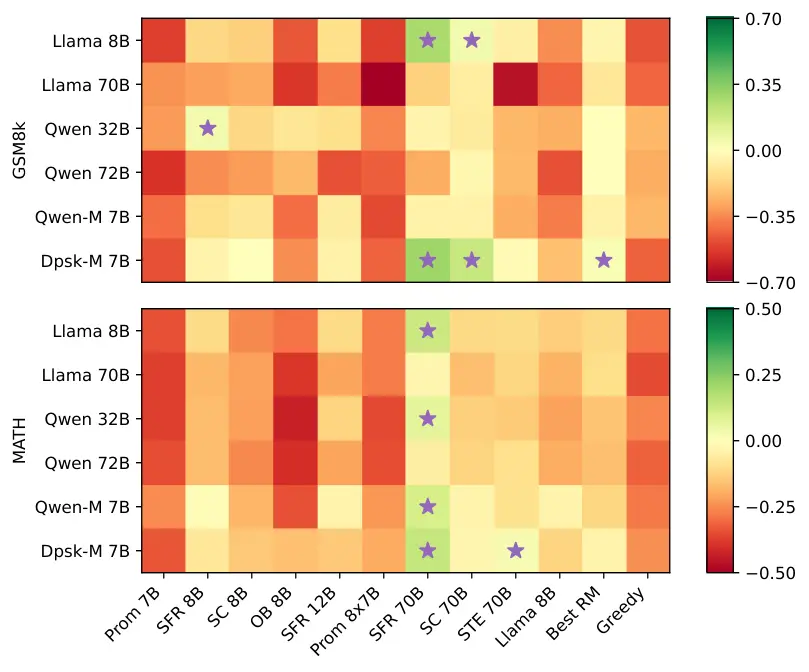 GSM8k
Llama 8B
Llama 70B
Qwen 32B
Qwen 72B
Qwen-M 7B
Dpsk-M 7B
0.70
0.35
0.00
−0.35
−0.70
MATH
Llama 8B
Llama 70B
Qwen 32B
Qwen 72B
Qwen-M 7B
Dpsk-M 7B
0.50
0.25
0.00
−0.25
−0.50
Prom 7B
SFR 8B
SC 8B
OB 8B
SFR 12B
Prom 8x7B
SFR 70B
SC 70B
STE 70B
Llama 8B
Best RM
Greedy